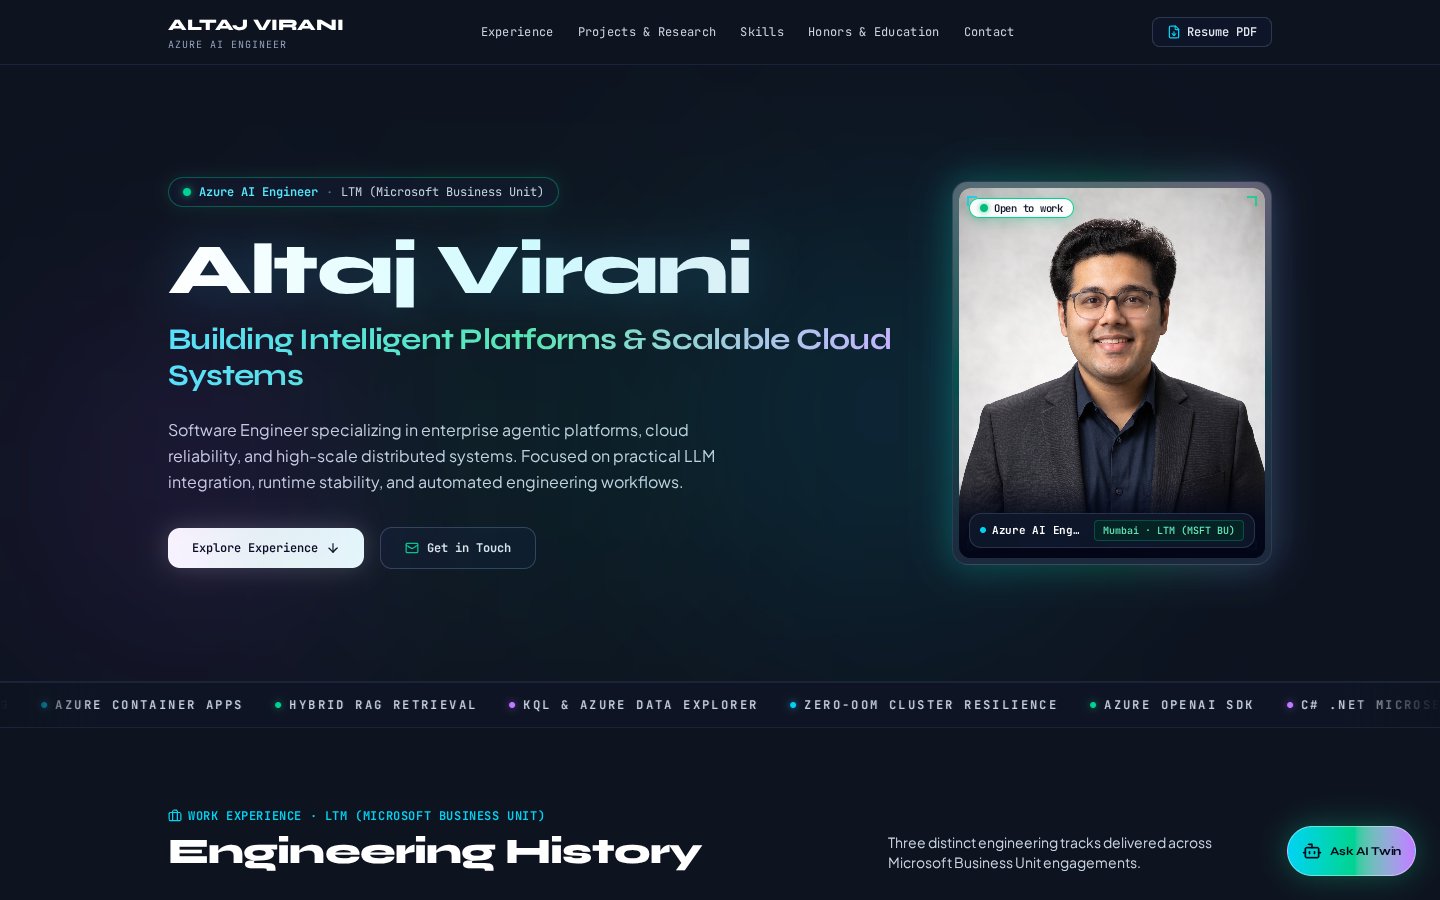 ALTAJ VIRANI
AZURE AI ENGINEER
Experience
Projects & Research
Skills
Honors & Education
Contact
Resume PDF
Azure AI Engineer · LTM (Microsoft Business Unit)
Altaj Virani
Building Intelligent Platforms & Scalable Cloud
Systems
Software Engineer specializing in enterprise agentic platforms, cloud
reliability, and high-scale distributed systems. Focused on practical LLM
integration, runtime stability, and automated engineering workflows.
Explore Experience ↓
Get in Touch
Open to work
Azure AI Eng…
Mumbai · LTM (MSFT BU)
AZURE CONTAINER APPS
HYBRID RAG RETRIEVAL
KQL & AZURE DATA EXPLORER
ZERO-OOM CLUSTER RESILIENCE
AZURE OPENAI SDK
C# .NET MICROS
WORK EXPERIENCE · LTM (MICROSOFT BUSINESS UNIT)
Engineering History
Three distinct engineering tracks delivered across
Microsoft Business Unit engagements.
Ask AI Twin